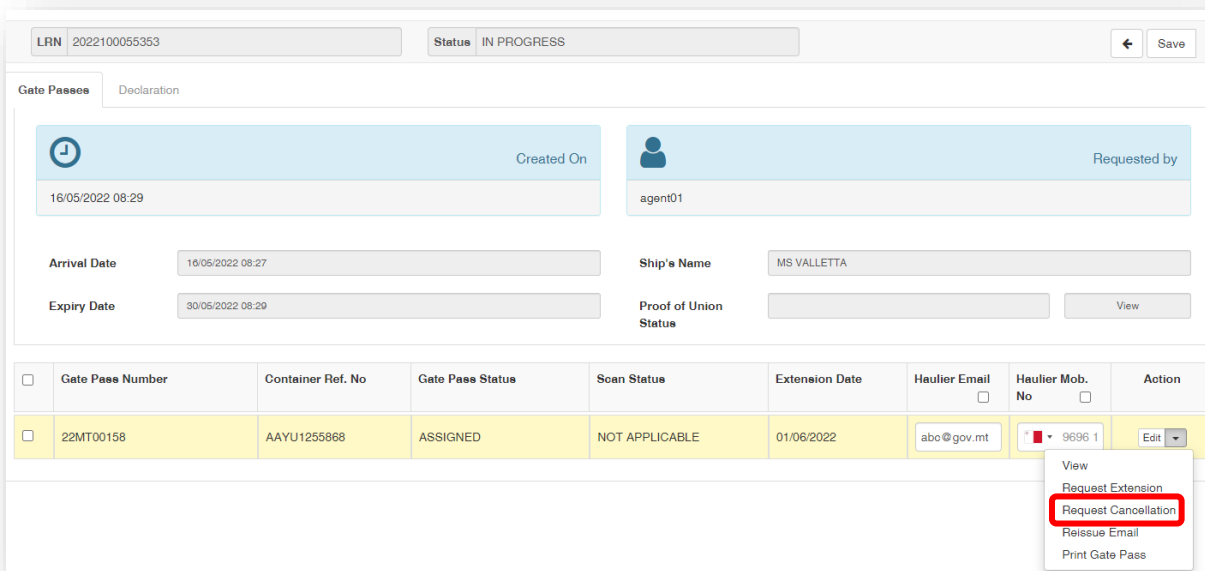 LRN 2022100055353 Status IN PROGRESS Save
Gate Passes Declaration
Created On Requested by
16/05/2022 08:29 agent01
Arrival Date 16/05/2022 08:27 Ship's Name MS VALLETTA
Expiry Date 30/05/2022 08:29 Proof of Union View
Status
Gate Pass Number Container Ref. No Gate Pass Status Scan Status Extension Date Haulier Email Haulier Mob. Action
No
22MT00158 AAYU1255868 ASSIGNED NOT APPLICABLE 01/06/2022 abc@gov.mt 9696 1 Edit
View
Request Extension
Request Cancellation
Reissue Email
Print Gate Pass